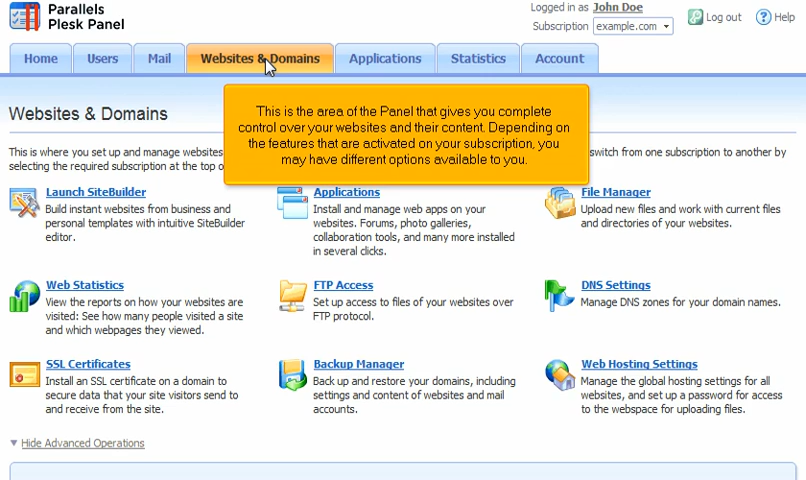 Parallels
Plesk Panel
Logged in as John Doe
Subscription example.com
Log out
Help
Home
Users
Mail
Websites & Domains
Applications
Statistics
Account
Websites & Domains
This is the area of the Panel that gives you complete
control over your websites and their content. Depending on
the features that are activated on your subscription, you
may have different options available to you.
This is where you set up and manage websites switch from one subscription to another by
selecting the required subscription at the top o
Launch SiteBuilder
Build instant websites from business and
personal templates with intuitive SiteBuilder
editor.
Applications
Install and manage web apps on your
websites. Forums, photo galleries,
collaboration tools, and many more installed
in several clicks.
File Manager
Upload new files and work with current files
and directories of your websites.
Web Statistics
View the reports on how your websites are
visited: See how many people visited a site
and which webpages they viewed.
FTP Access
Set up access to files of your websites over
FTP protocol.
DNS Settings
Manage DNS zones for your domain names.
SSL Certificates
Install an SSL certificate on a domain to
secure data that your site visitors send to
and receive from the site.
Backup Manager
Back up and restore your domains, including
settings and content of websites and mail
accounts.
Web Hosting Settings
Manage the global hosting settings for all
websites, and set up a password for access
to the webspace for uploading files.
Hide Advanced Operations